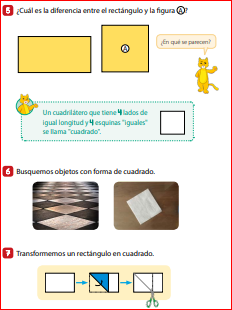 5 ¿Cuál es la diferencia entre el rectángulo y la figura Ⓐ?
Ⓐ
¿En qué se parecen?
Un cuadrilátero que tiene 4 lados de
igual longitud y 4 esquinas "iguales"
se llama "cuadrado".
6 Busquemos objetos con forma de cuadrado.
7 Transformemos un rectángulo en cuadrado.